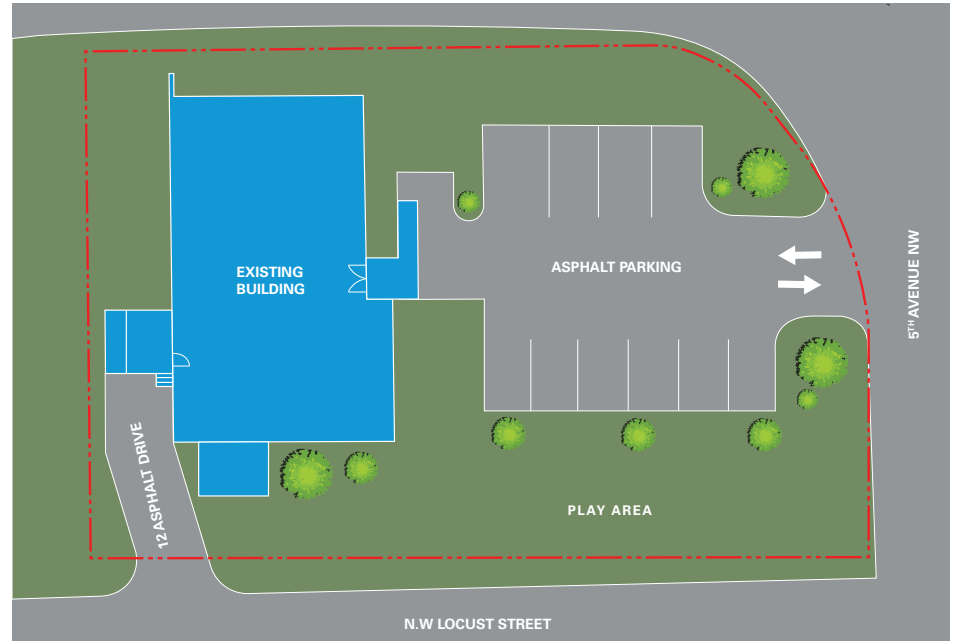 EXISTING
BUILDING
ASPHALT PARKING
5TH AVENUE NW
12 ASPHALT DRIVE
PLAY AREA
N.W LOCUST STREET